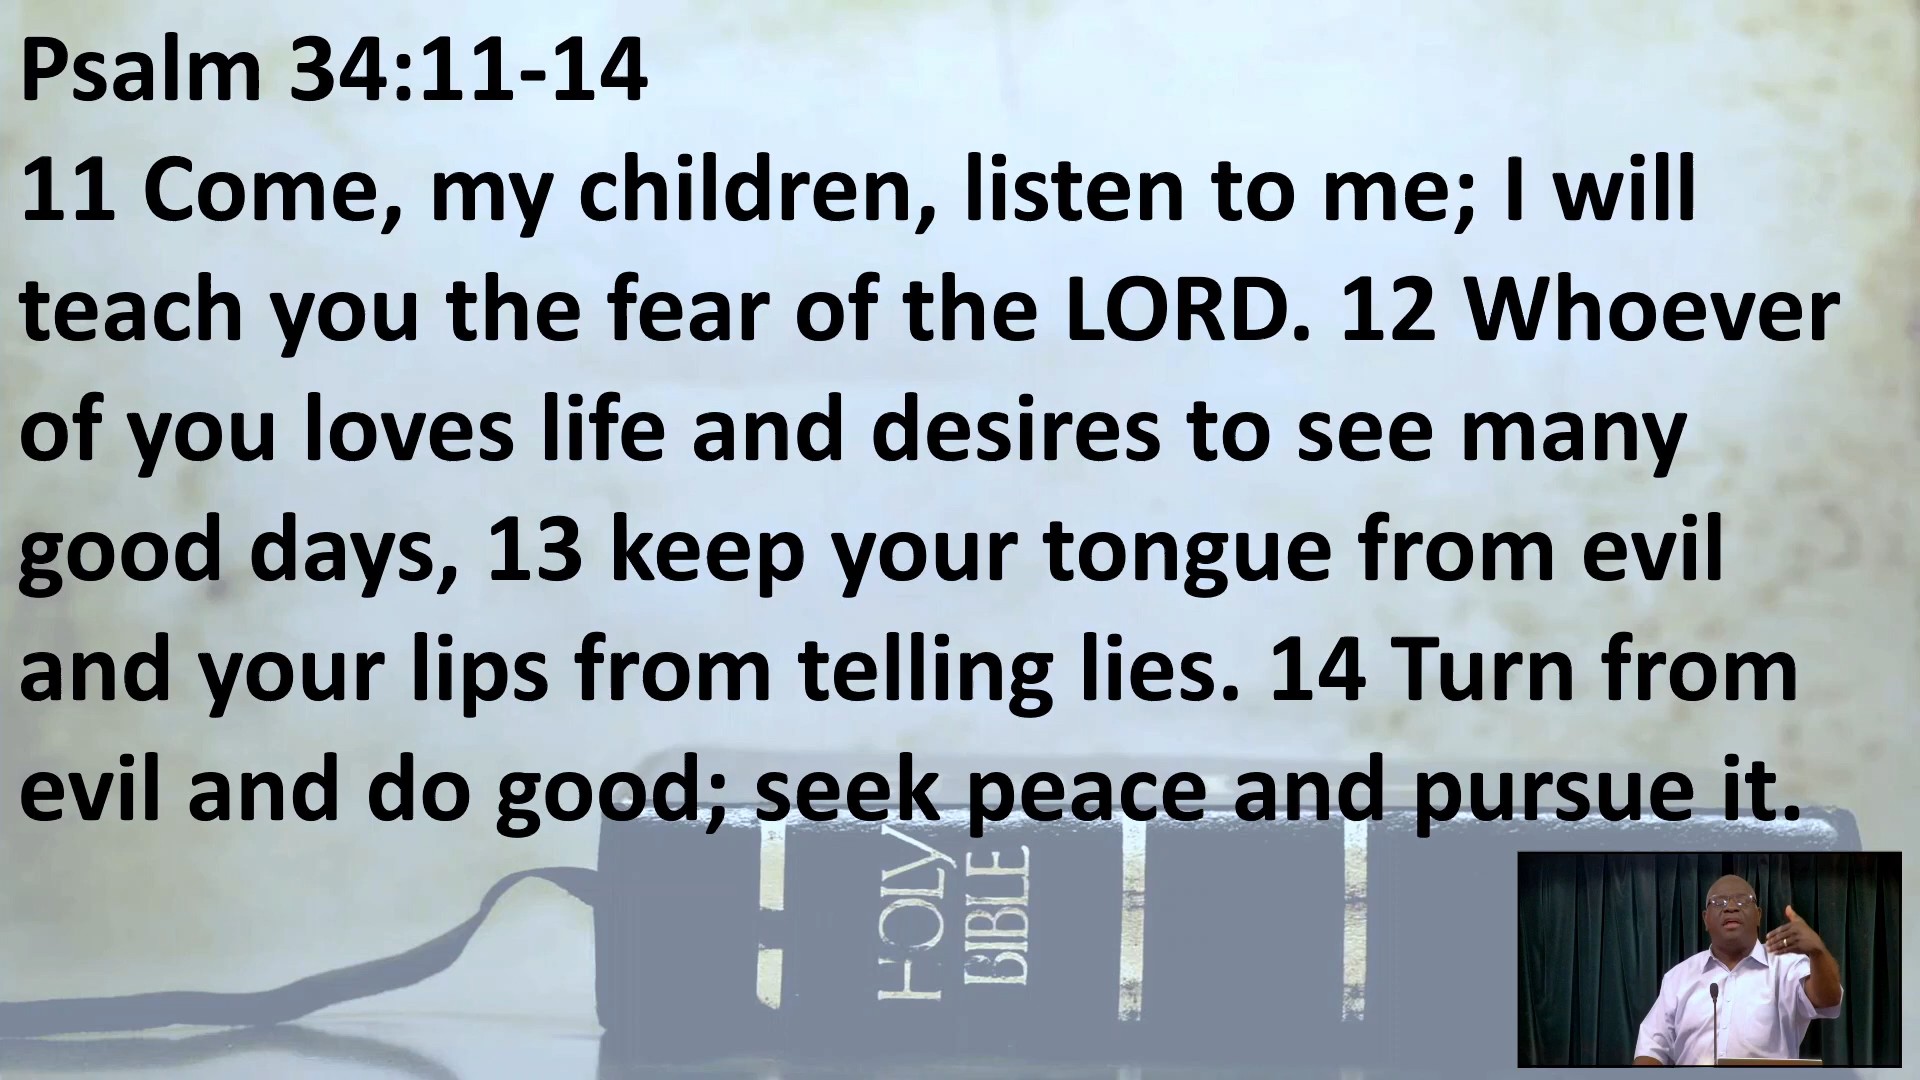 Psalm 34:11-14
11 Come, my children, listen to me; I will
teach you the fear of the LORD. 12 Whoever
of you loves life and desires to see many
good days, 13 keep your tongue from evil
and your lips from telling lies. 14 Turn from
evil and do good; seek peace and pursue it.
HOLY
BIBLE